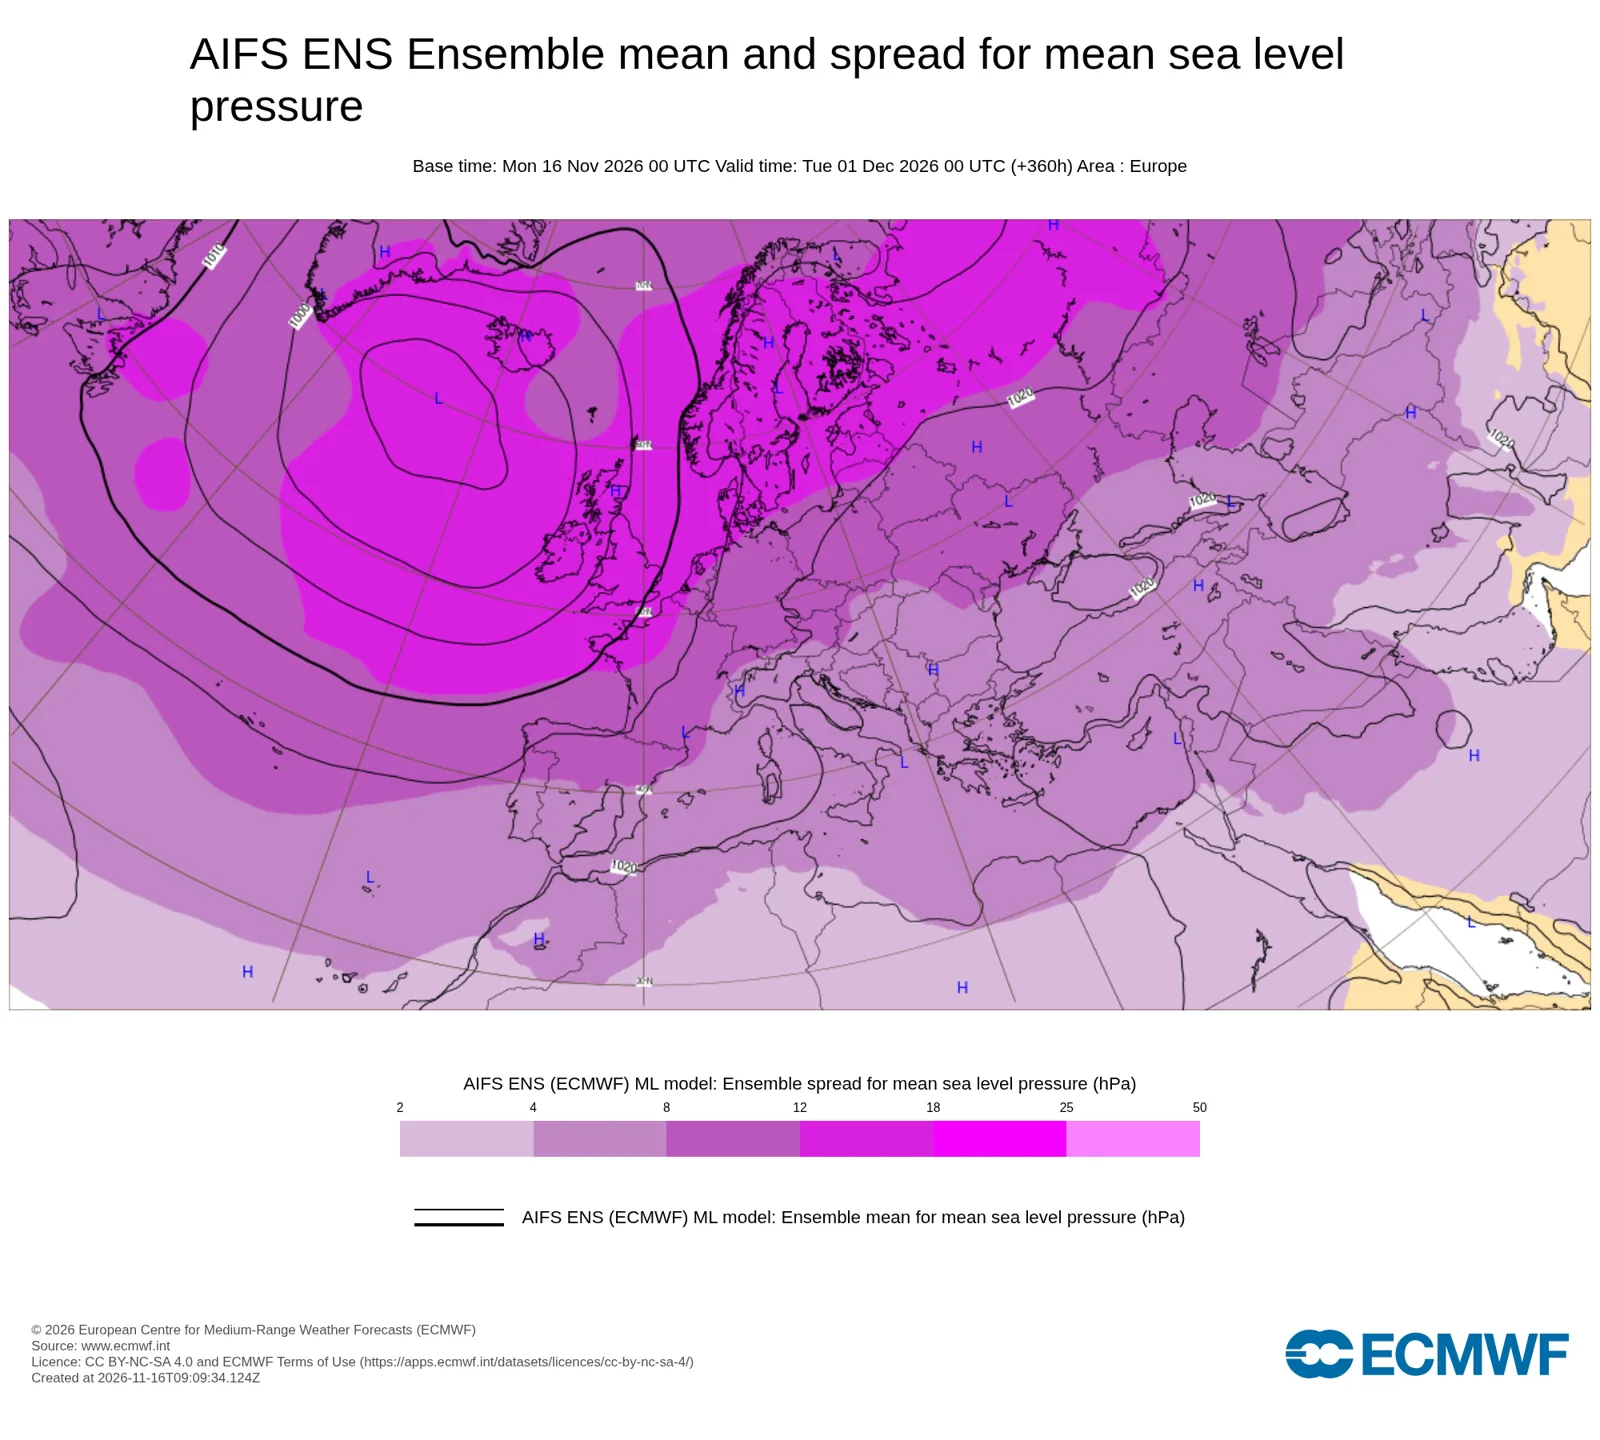 AIFS ENS Ensemble mean and spread for mean sea level
pressure
Base time: Mon 16 Nov 2026 00 UTC Valid time: Tue 01 Dec 2026 00 UTC (+360h) Area : Europe
H
1010
H
L
L
1000
L
H
L
70°N
H
L
L
H
1020
H
1020
H
L
1020
L
H
1020
H
H
H
L
L
L
H
1020
L
H
H
L
30°N
H
AIFS ENS (ECMWF) ML model: Ensemble spread for mean sea level pressure (hPa)
2 4 8 12 18 25 50
AIFS ENS (ECMWF) ML model: Ensemble mean for mean sea level pressure (hPa)
© 2026 European Centre for Medium-Range Weather Forecasts (ECMWF)
Source: www.ecmwf.int
Licence: CC BY-NC-SA 4.0 and ECMWF Terms of Use (https://apps.ecmwf.int/datasets/licences/cc-by-nc-sa-4/)
Created at 2026-11-16T09:09:34.124Z
ECMWF